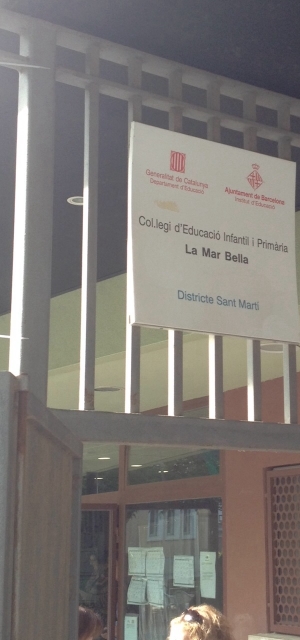 Generalitat de Catalunya
Departament d'Educació
Ajuntament de Barcelona
Institut d'Educació
Col.legi d'Educació Infantil i Primària
La Mar Bella
Districte Sant Martí